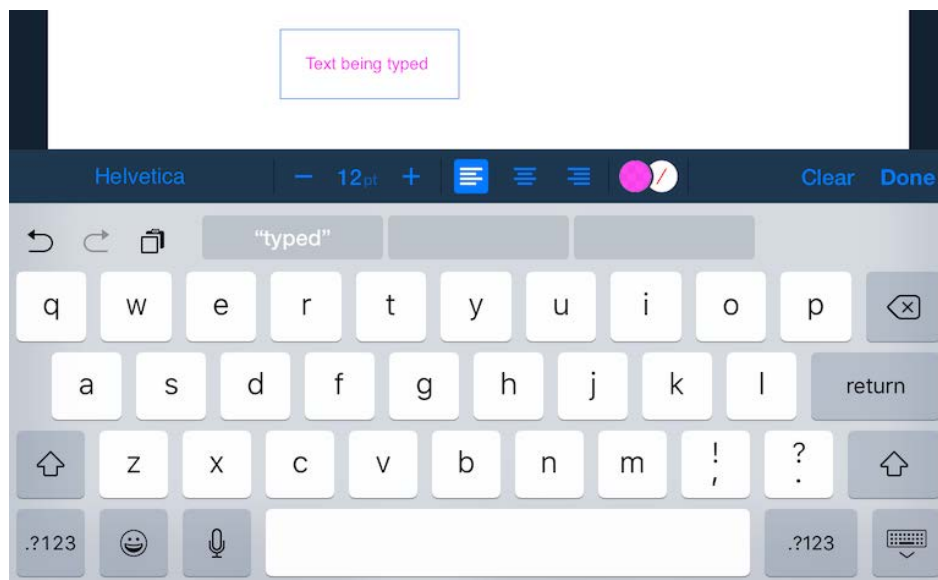 Text being typed
Helvetica − 12pt + Clear Done
“typed”
q w e r t y u i o p
a s d f g h j k l return
z x c v b n m ! , ? .
.?123 .?123